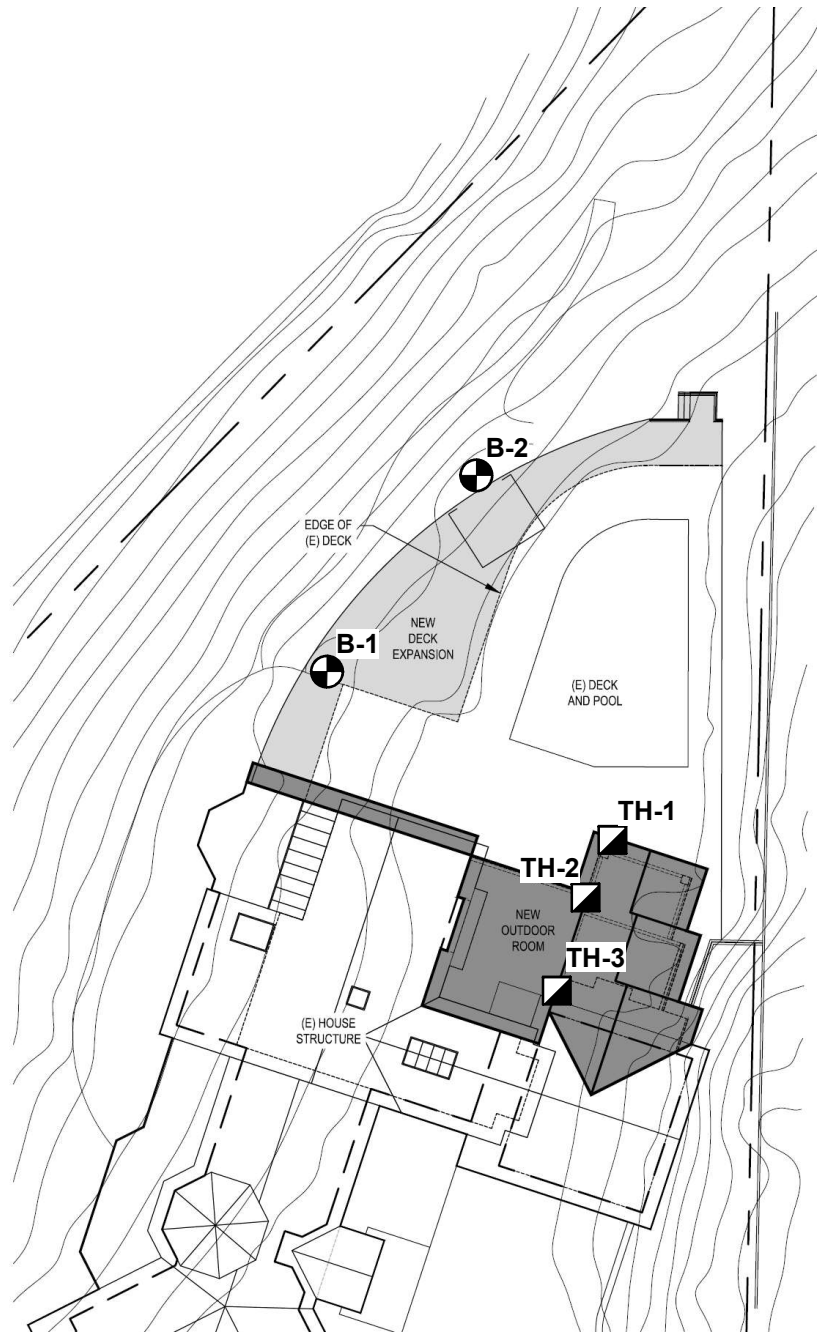 B-2
EDGE OF
(E) DECK
NEW
DECK
EXPANSION
B-1
(E) DECK
AND POOL
TH-1
TH-2
NEW
OUTDOOR
ROOM
TH-3
(E) HOUSE
STRUCTURE